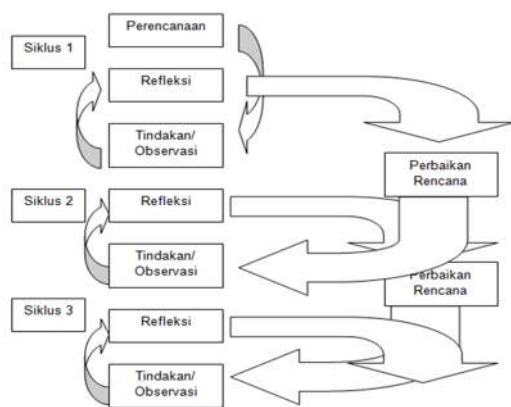 Siklus 1
Perencanaan
Refleksi
Tindakan/
Observasi
Perbaikan
Rencana
Siklus 2
Refleksi
Tindakan/
Observasi
Perbaikan
Rencana
Siklus 3
Refleksi
Tindakan/
Observasi